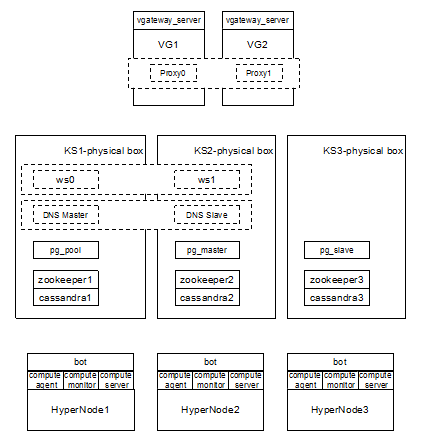 vgateway_server vgateway_server
VG1 VG2
Proxy0 Proxy1
KS1-physical box KS2-physical box KS3-physical box
ws0 ws1
DNS Master DNS Slave
pg_pool pg_master pg_slave
zookeeper1 zookeeper2 zookeeper3
cassandra1 cassandra2 cassandra3
bot bot bot
compute compute compute compute compute compute compute compute compute
agent monitor server agent monitor server agent monitor server
HyperNode1 HyperNode2 HyperNode3